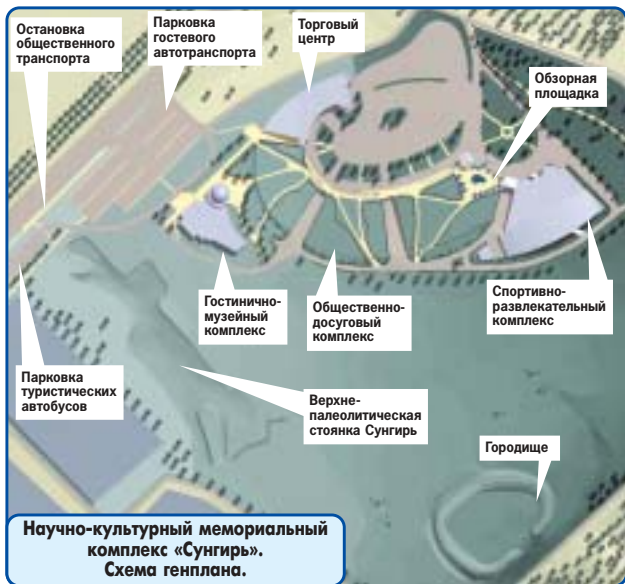 Остановка
общественного
транспорта
Парковка
гостевого
автотранспорта
Торговый
центр
Обзорная
площадка
Гостинично-
музейный
комплекс
Общественно-
досуговый
комплекс
Спортивно-
развлекательный
комплекс
Парковка
туристических
автобусов
Верхне-
палеолитическая
стоянка Сунгирь
Городище
Научно-культурный мемориальный
комплекс «Сунгирь».
Схема генплана.